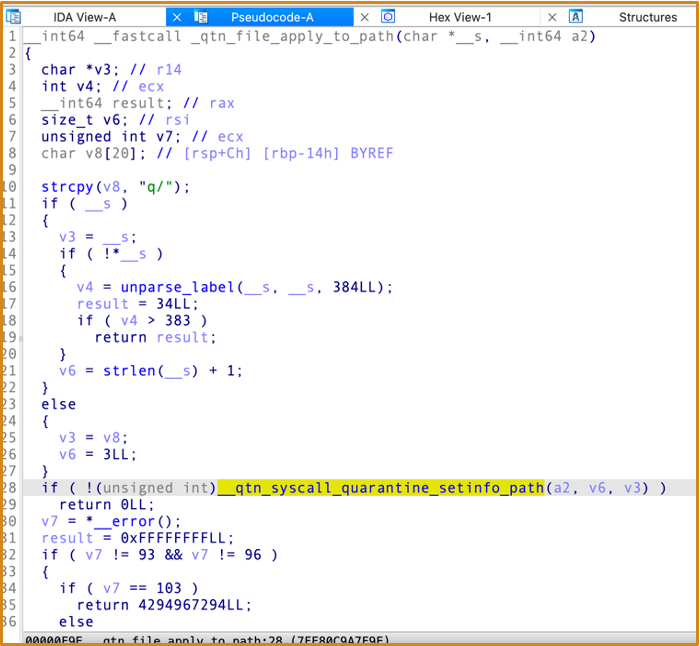 IDA View-A Pseudocode-A Hex View-1 Structures
1 __int64 __fastcall _qtn_file_apply_to_path(char *__s, __int64 a2)
2 {
3 char *v3; // r14
4 int v4; // ecx
5 __int64 result; // rax
6 size_t v6; // rsi
7 unsigned int v7; // ecx
8 char v8[20]; // [rsp+Ch] [rbp-14h] BYREF
9
10 strcpy(v8, "q/");
11 if ( __s )
12 {
13 v3 = __s;
14 if ( !*__s )
15 {
16 v4 = unparse_label(__s, __s, 384LL);
17 result = 34LL;
18 if ( v4 > 383 )
19 return result;
20 }
21 v6 = strlen(__s) + 1;
22 }
23 else
24 {
25 v3 = v8;
26 v6 = 3LL;
27 }
28 if ( !(unsigned int)__qtn_syscall_quarantine_setinfo_path(a2, v6, v3) )
29 return 0LL;
30 v7 = *__error();
31 result = 0xFFFFFFFFLL;
32 if ( v7 != 93 && v7 != 96 )
33 {
34 if ( v7 == 103 )
35 return 4294967294LL;
36 else